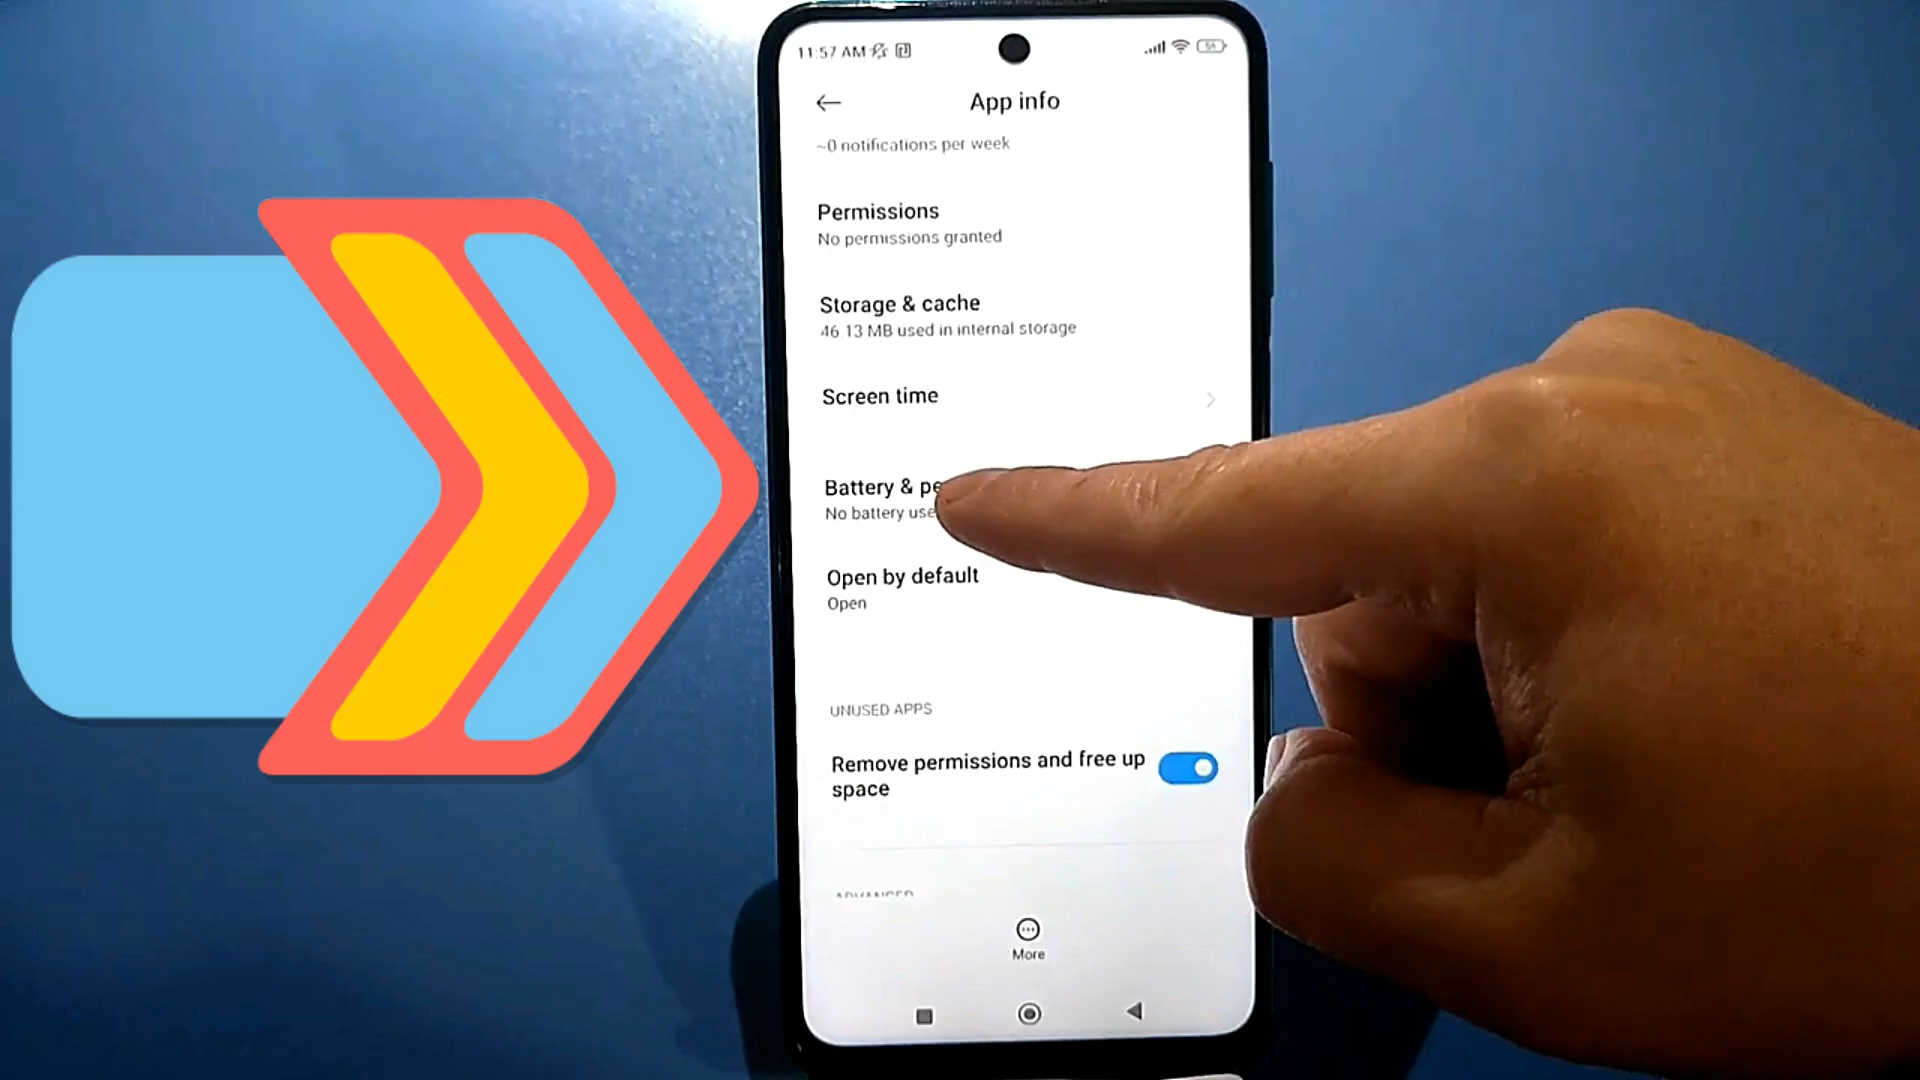 11:57 AM
App info
~0 notifications per week
Permissions
No permissions granted
Storage & cache
46.13 MB used in internal storage
Screen time
Battery &
No battery use
Open by default
Open
UNUSED APPS
Remove permissions and free up
space
ADVANCED
More